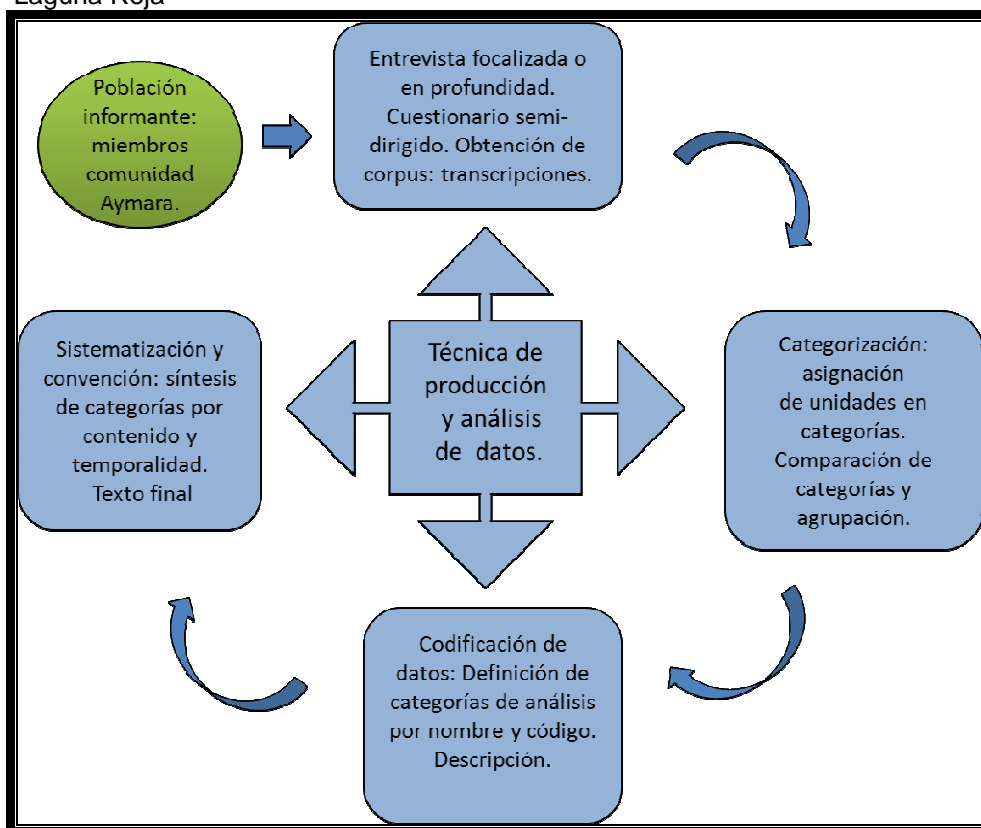 Laguna Roja
Población
informante:
miembros
comunidad
Aymara.
Entrevista focalizada o
en profundidad.
Cuestionario semi-
dirigido. Obtención de
corpus: transcripciones.
Sistematización y
convención: síntesis
de categorías por
contenido y
temporalidad.
Texto final
Técnica de
producción
y análisis
de datos.
Categorización:
asignación
de unidades en
categorías.
Comparación de
categorías y
agrupación.
Codificación de
datos: Definición de
categorías de análisis
por nombre y código.
Descripción.